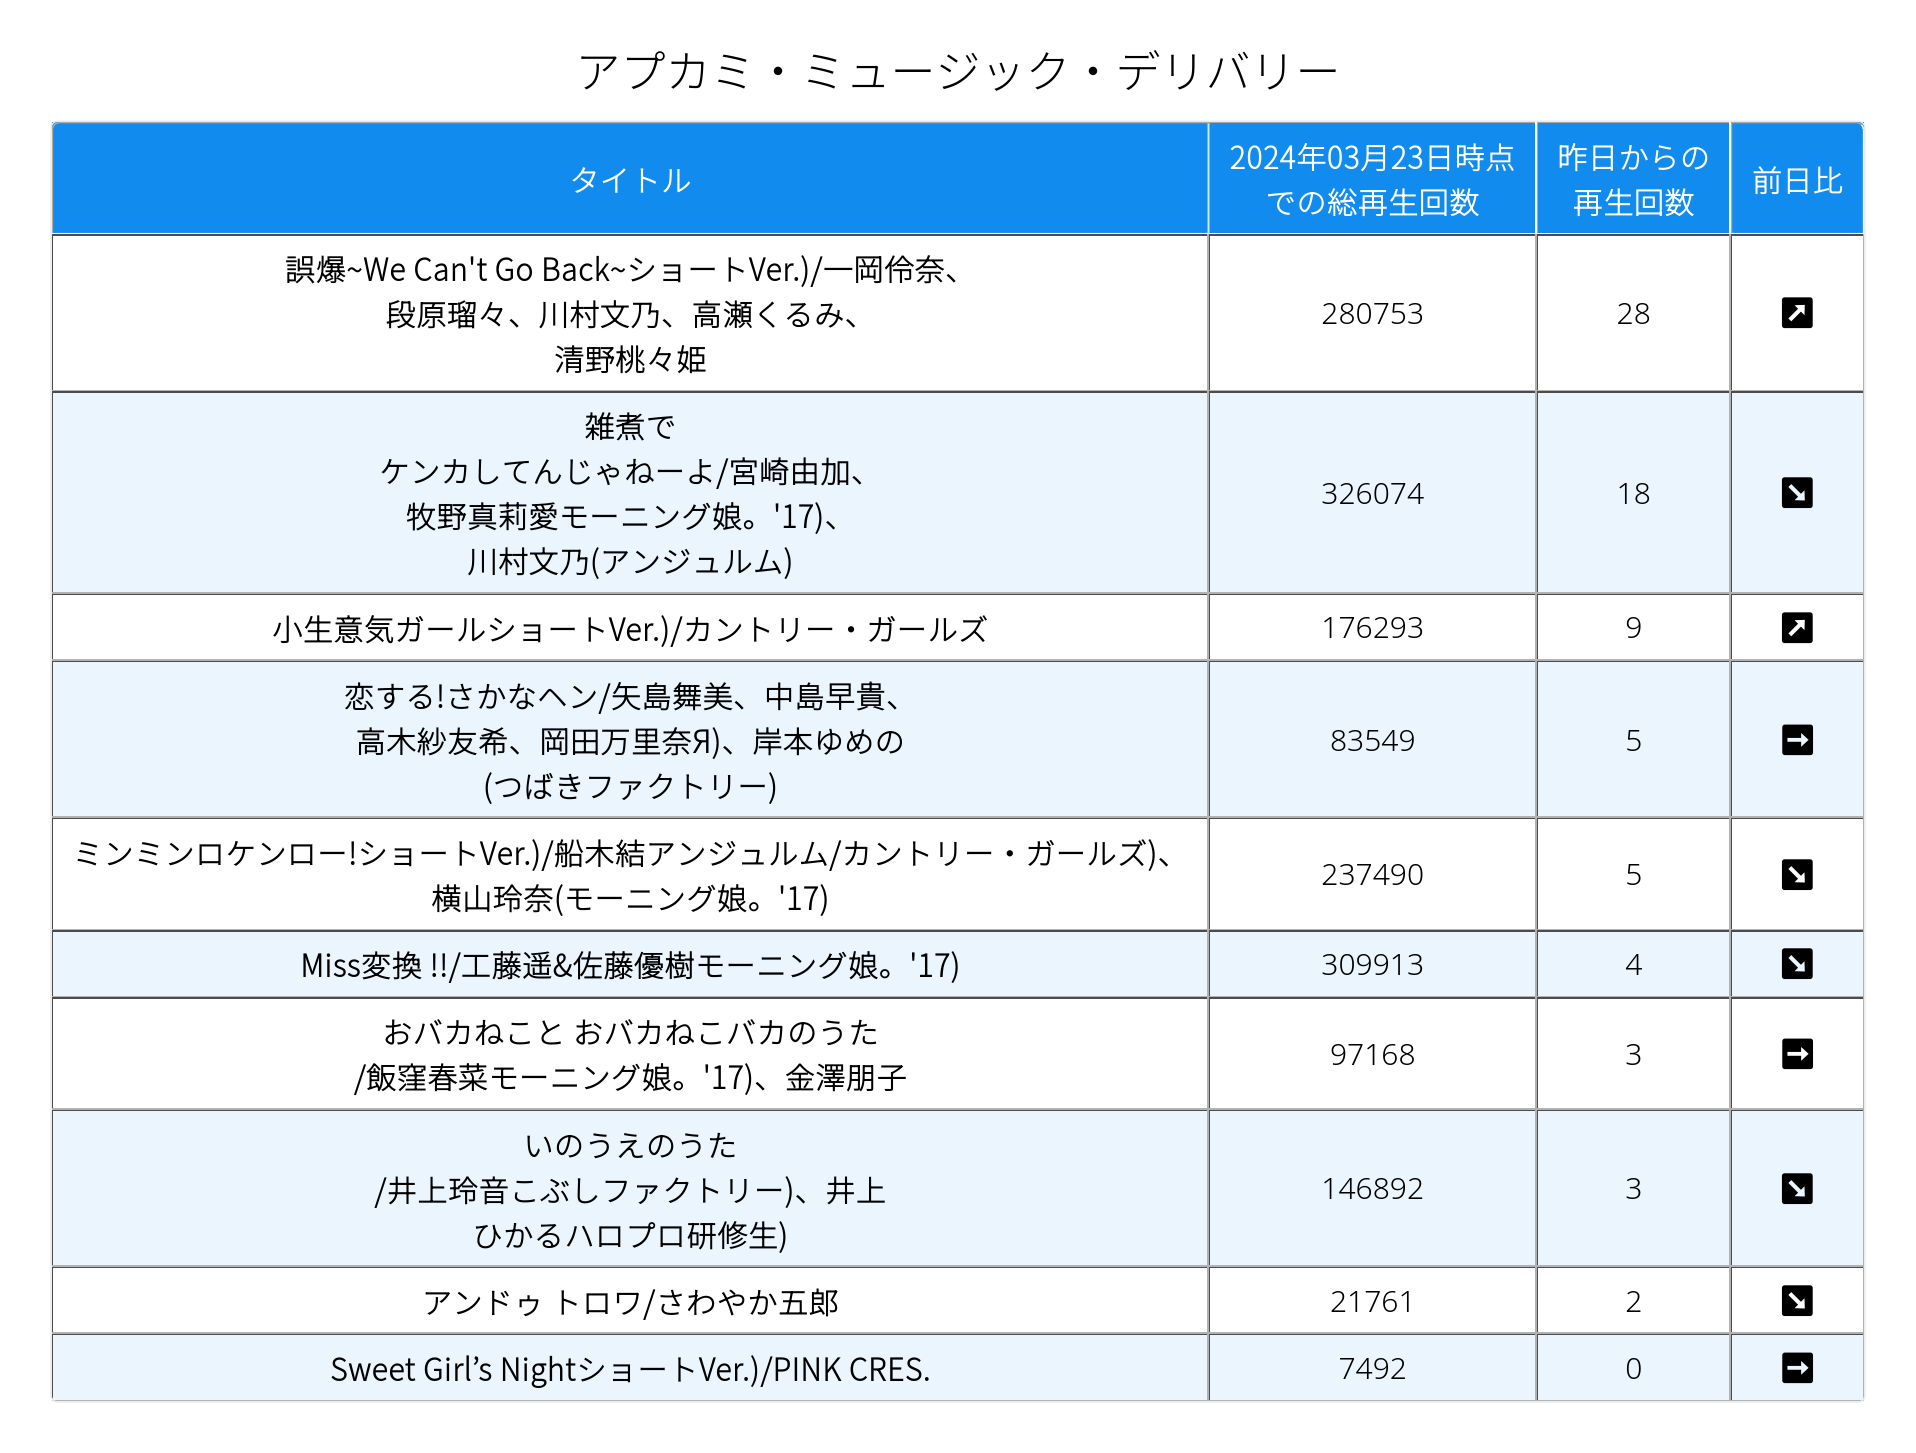 アプカミ・ミュージック・デリバリー
タイトル
2024年03月23日時点
での総再生回数
昨日からの
再生回数
前日比
誤爆~We Can't Go Back~ショートVer.)/一岡伶奈、
段原瑠々、川村文乃、高瀬くるみ、
清野桃々姫
280753
28
雑煮で
ケンカしてんじゃねーよ/宮崎由加、
牧野真莉愛モーニング娘。'17)、
川村文乃(アンジュルム)
326074
18
小生意気ガールショートVer.)/カントリー・ガールズ
176293
9
恋する!さかなヘン/矢島舞美、中島早貴、
高木紗友希、岡田万里奈Я)、岸本ゆめの
(つばきファクトリー)
83549
5
ミンミンロケンロー!ショートVer.)/船木結アンジュルム/カントリー・ガールズ)、
横山玲奈(モーニング娘。'17)
237490
5
Miss変換 !!/工藤遥&佐藤優樹モーニング娘。'17)
309913
4
おバカねこと おバカねこバカのうた
/飯窪春菜モーニング娘。'17)、金澤朋子
97168
3
いのうえのうた
/井上玲音こぶしファクトリー)、井上
ひかるハロプロ研修生)
146892
3
アンドゥ トロワ/さわやか五郎
21761
2
Sweet Girl’s NightショートVer.)/PINK CRES.
7492
0